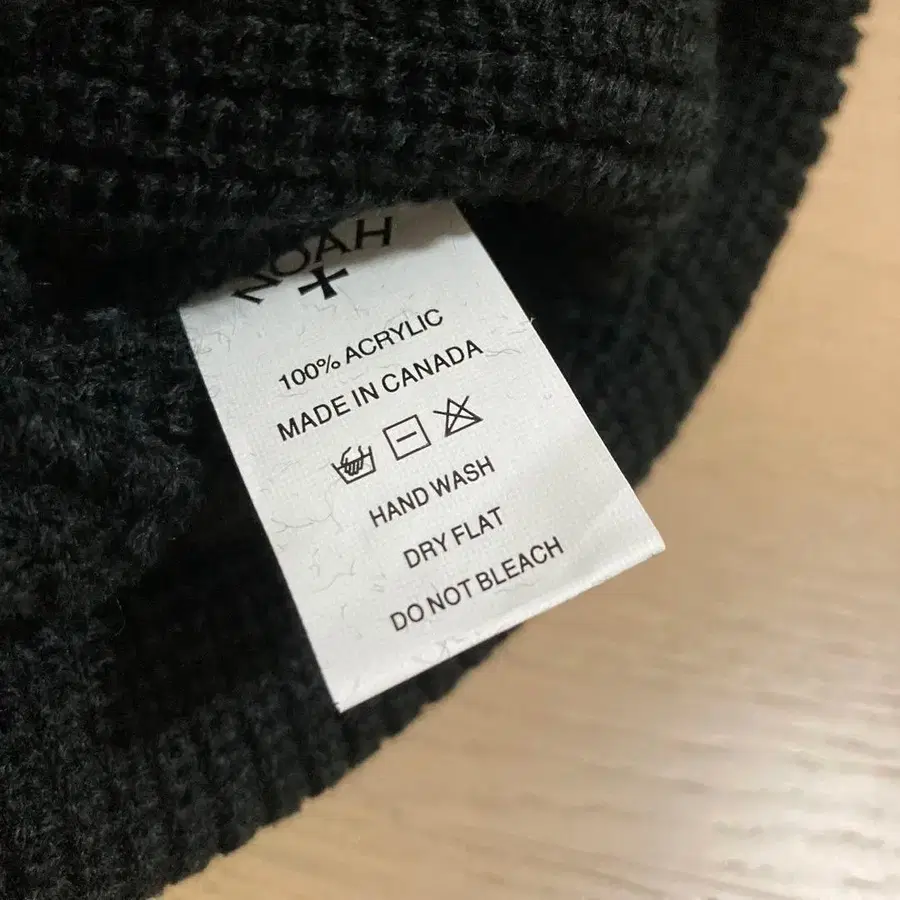 NOAH
100% ACRYLIC
MADE IN CANADA
HAND WASH
DRY FLAT
DO NOT BLEACH